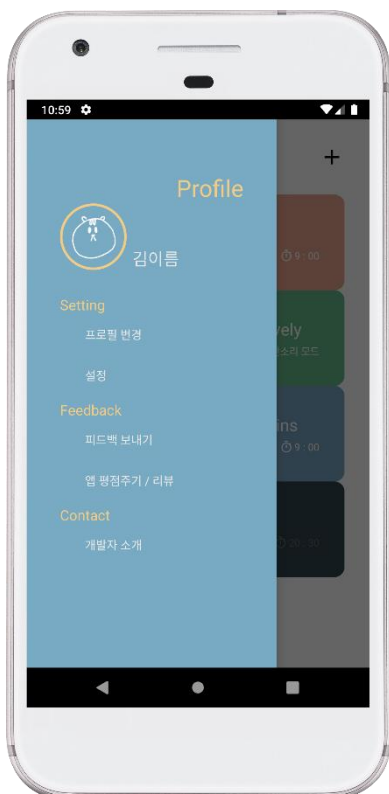 10:59
+
Profile
김이름
9 : 00
Setting
프로필 변경
vely
설정
소리 모드
Feedback
피드백 보내기
ins
9 : 00
앱 평점주기 / 리뷰
Contact
개발자 소개
20 : 20